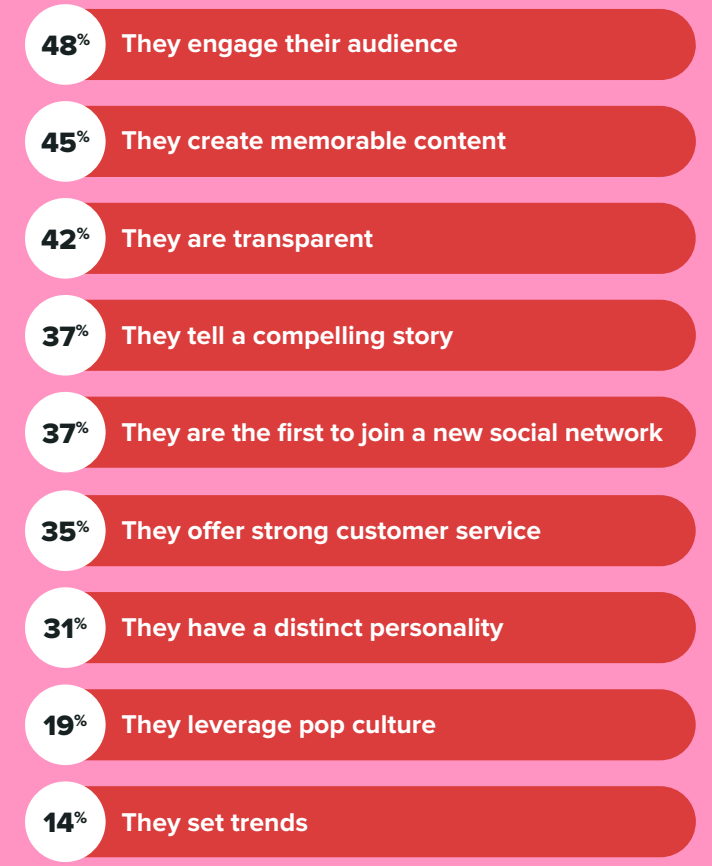 48% They engage their audience
45% They create memorable content
42% They are transparent
37% They tell a compelling story
37% They are the first to join a new social network
35% They offer strong customer service
31% They have a distinct personality
19% They leverage pop culture
14% They set trends